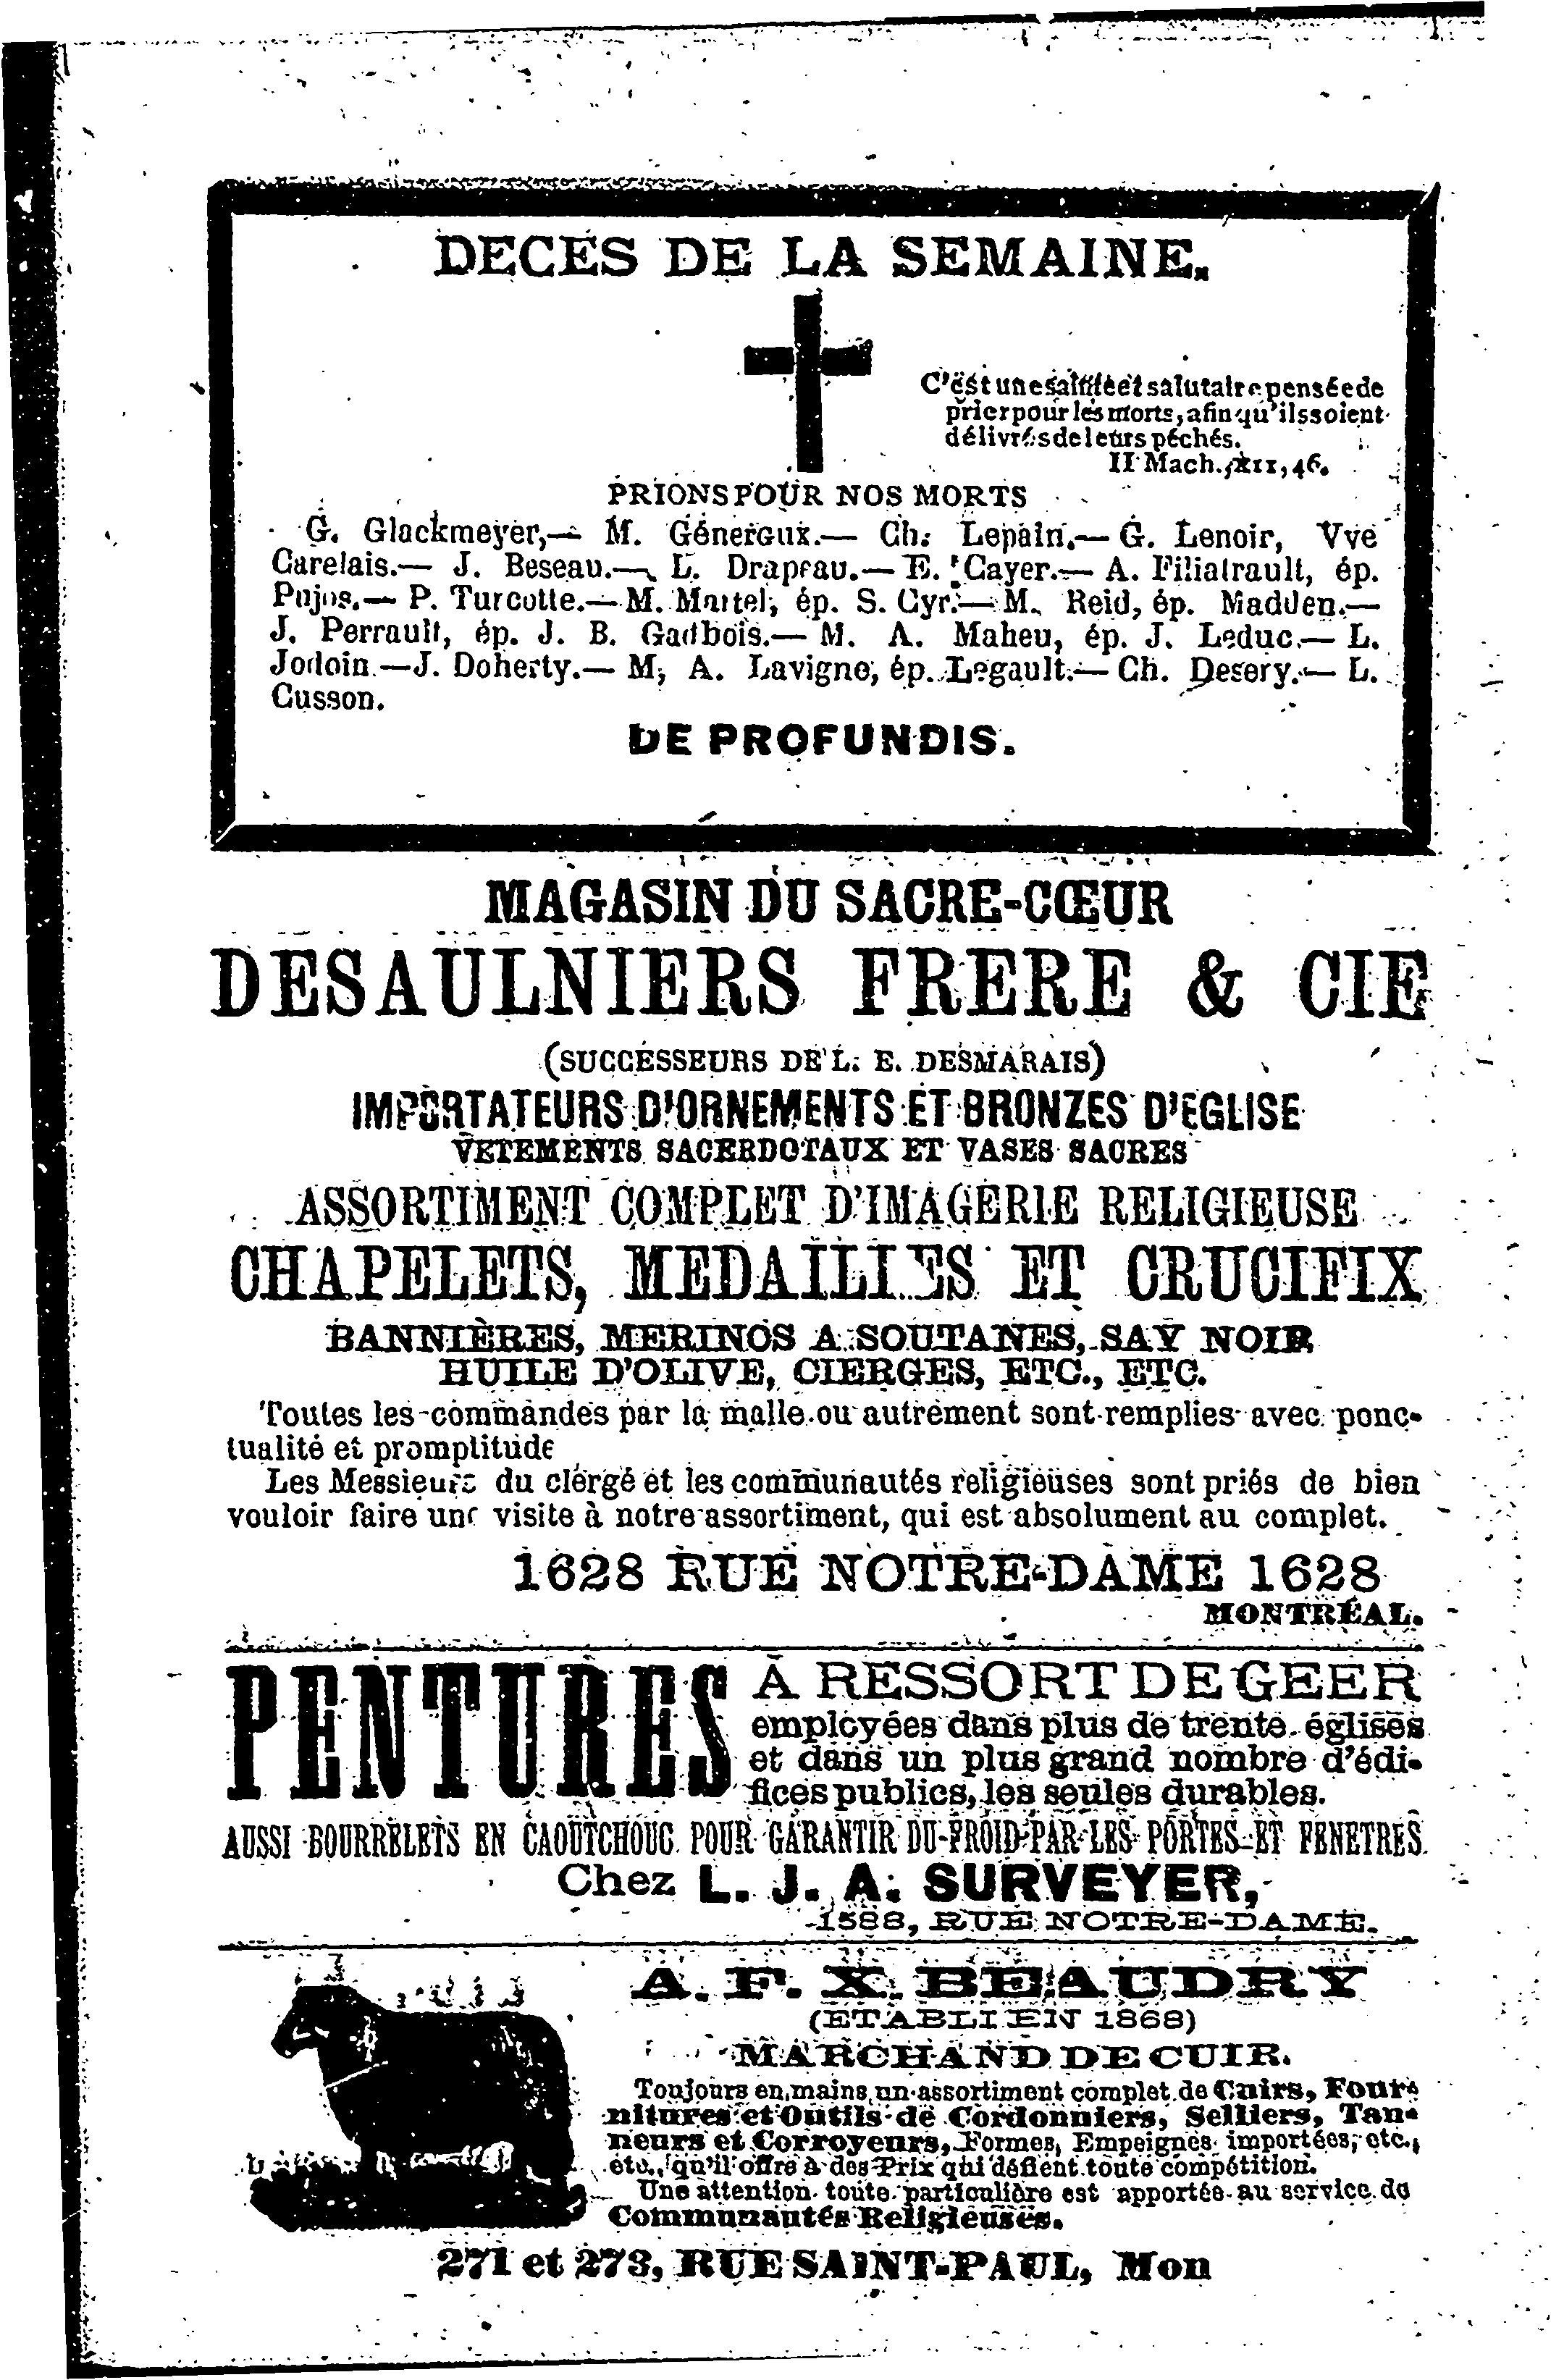 DECES DE LA SEMAINE.
C'est une sainte et salutaire pensée de
prier pour les morts, afin qu'ils soient
délivrés de leurs péchés.
II Mach., XII, 46.
PRIONS POUR NOS MORTS
G. Glackmeyer,— M. Génereux.— Ch. Lepain.— G. Lenoir, Vve
Carelais.— J. Beseau.— L. Drapeau.— E. Cayer.— A. Filiatrault, ép.
Pujos.— P. Turcotte.— M. Martel, ép. S. Cyr.— M. Reid, ép. Madden.—
J. Perrault, ép. J. B. Gadbois.— M. A. Maheu, ép. J. Leduc.— L.
Jodoin.—J. Doherty.— M, A. Lavigne, ép. Legault.— Ch. Desery.— L.
Cusson.
DE PROFUNDIS.
MAGASIN DU SACRE-CŒUR
DESAULNIERS FRERE & CIE
(SUCCESSEURS DE L. E. DESMARAIS)
IMPORTATEURS D'ORNEMENTS ET BRONZES D'EGLISE
VETEMENTS SACERDOTAUX ET VASES SACRES
ASSORTIMENT COMPLET D'IMAGERIE RELIGIEUSE
CHAPELETS, MEDAILLES ET CRUCIFIX
BANNIÈRES, MERINOS A SOUTANES, SAY NOIR
HUILE D'OLIVE, CIERGES, ETC., ETC.
Toutes les commandes par la malle ou autrement sont remplies avec ponc-
tualité et promptitude
Les Messieurs du clergé et les communautés religieuses sont priés de bien
vouloir faire une visite à notre assortiment, qui est absolument au complet.
1628 RUE NOTRE-DAME 1628
MONTRÉAL.
PENTURES À RESSORT DE GEER
employées dans plus de trente églises
et dans un plus grand nombre d'édi-
fices publics, les seules durables.
AUSSI BOURRELETS EN CAOUTCHOUC POUR GARANTIR DU FROID PAR LES PORTES ET FENETRES
Chez L. J. A. SURVEYER,
1588, RUE NOTRE-DAME.
A. F. X. BEAUDRY
(ETABLI EN 1868)
MARCHAND DE CUIR.
Toujours en mains un assortiment complet de Cuirs, Four-
nitures et Outils de Cordonniers, Selliers, Tan-
neurs et Corroyeurs, Formes, Empeignes importées, etc.,
etc., qu'il offre à des Prix qui défient toute compétition.
Une attention toute particulière est apportée au service de
Communautés Religieuses.
271 et 273, RUE SAINT-PAUL, Mon